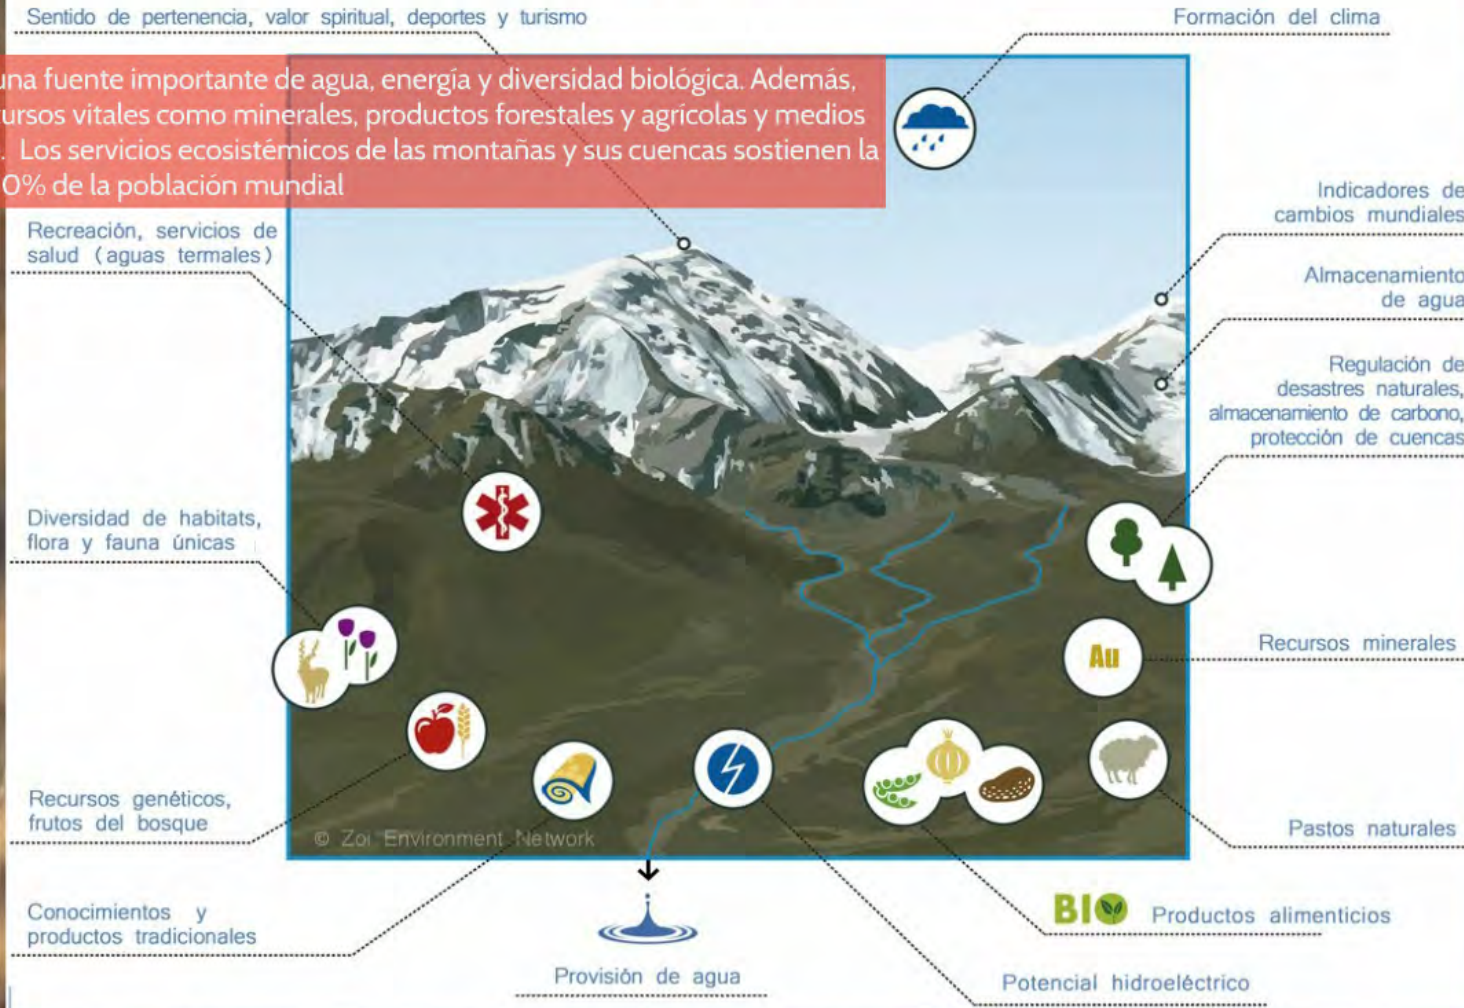 Sentido de pertenencia, valor spiritual, deportes y turismo
Formación del clima
una fuente importante de agua, energía y diversidad biológica. Además,
ursos vitales como minerales, productos forestales y agrícolas y medios
. Los servicios ecosistémicos de las montañas y sus cuencas sostienen la
0% de la población mundial
Recreación, servicios de
salud (aguas termales)
Indicadores de
cambios mundiales
Almacenamiento
de agua
Regulación de
desastres naturales,
almacenamiento de carbono,
protección de cuencas
Diversidad de habitats,
flora y fauna únicas
Au
Recursos minerales
Recursos genéticos,
frutos del bosque
Pastos naturales
© Zoi Environment Network
Conocimientos y
productos tradicionales
BIO Productos alimenticios
Provisión de agua
Potencial hidroeléctrico